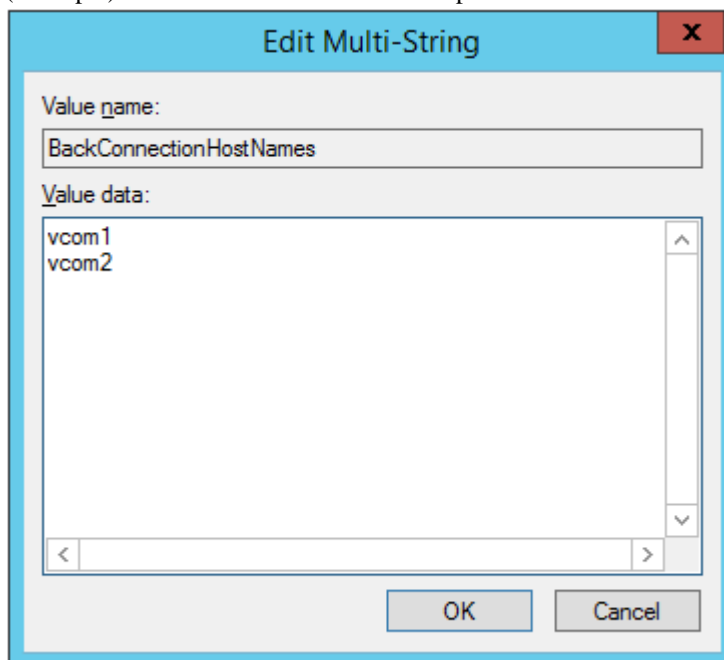 Edit Multi-String
x
Value name:
BackConnectionHostNames
Value data:
vcom1
vcom2
OK Cancel